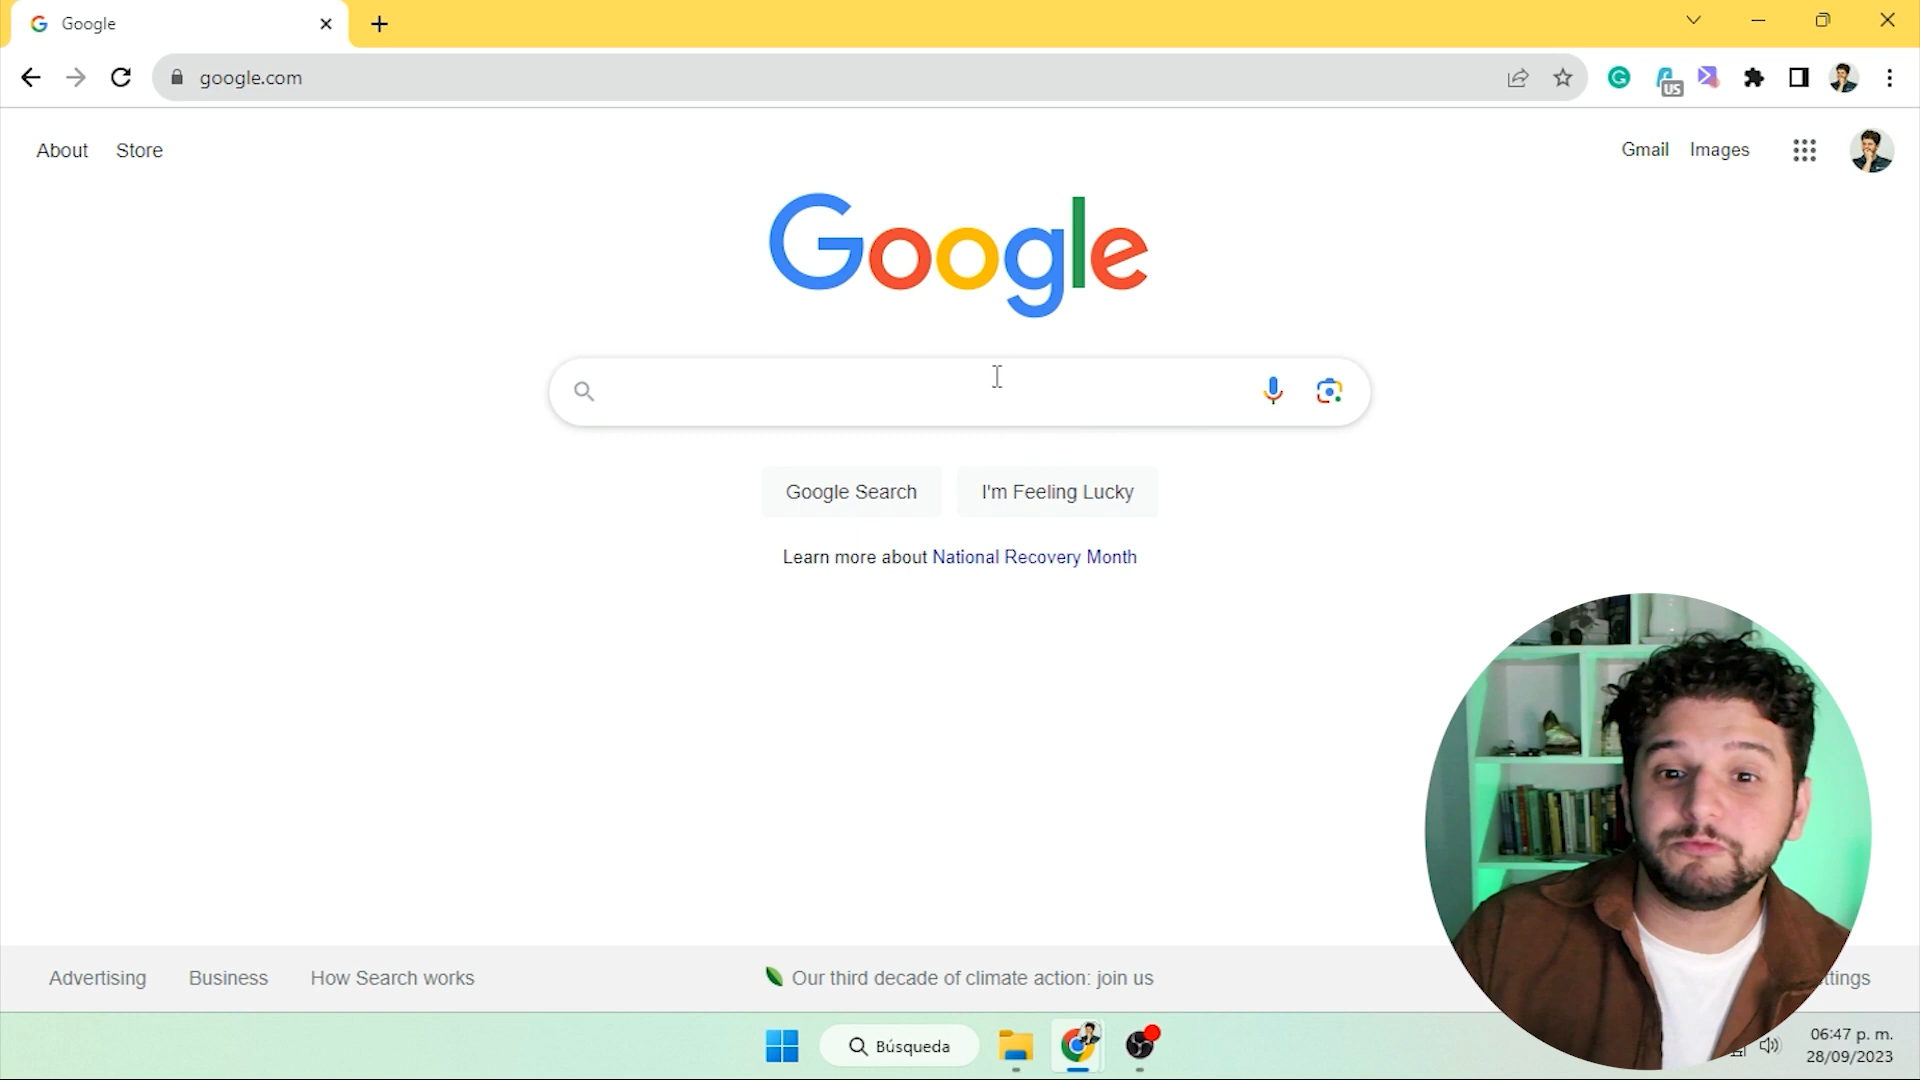 Google
google.com
US
About
Store
Gmail
Images
Google
Google Search
I'm Feeling Lucky
Learn more about National Recovery Month
Advertising
Business
How Search works
Our third decade of climate action: join us
ttings
Búsqueda
06:47 p. m.
28/09/2023